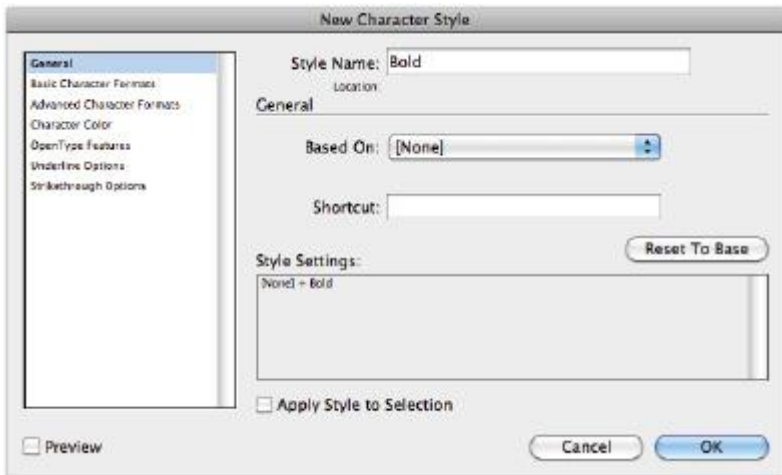 New Character Style
General
Basic Character Formats
Advanced Character Formats
Character Color
OpenType Features
Underline Options
Strikethrough Options
Style Name: Bold
Location:
General
Based On: [None]
Shortcut:
Reset To Base
Style Settings:
[None] + Bold
Apply Style to Selection
Preview
Cancel
OK